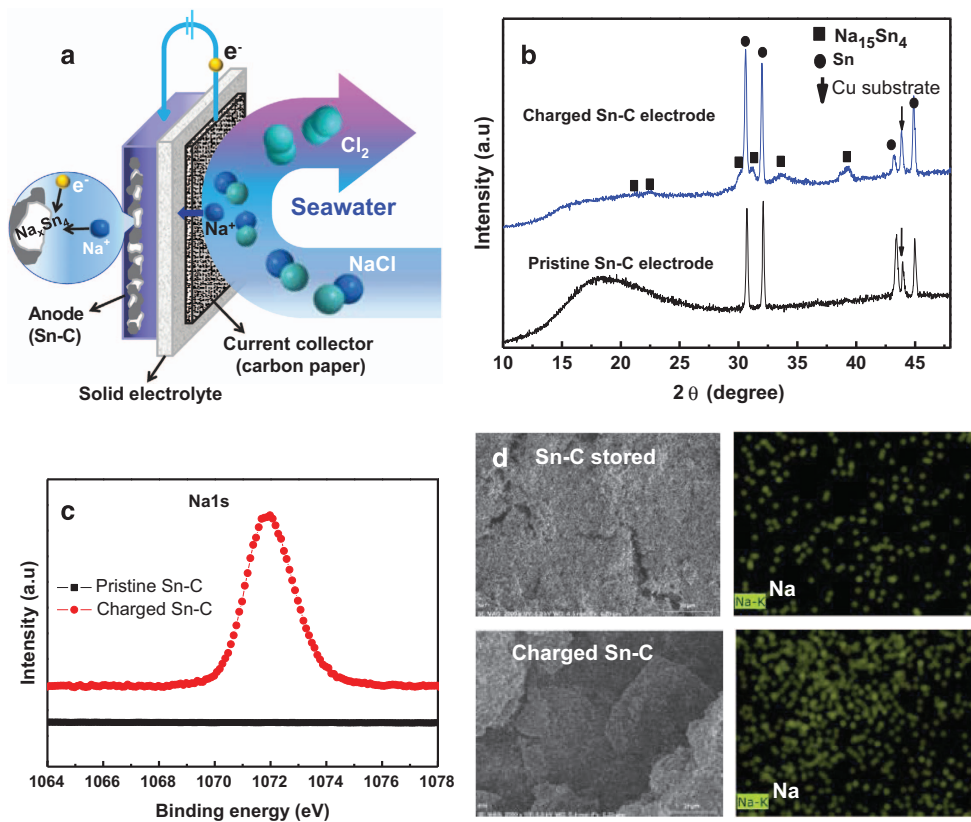 a
e-
Cl2
Seawater
e-
NaxSn4
Na+
Na+
NaCl
Anode
(Sn-C)
Current collector
(carbon paper)
Solid electrolyte
b
Na15Sn4
Sn
Cu substrate
Charged Sn-C electrode
Pristine Sn-C electrode
Intensity (a.u)
10 15 20 25 30 35 40 45
2 θ (degree)
c
Na1s
Pristine Sn-C
Charged Sn-C
Intensity (a.u)
1064 1066 1068 1070 1072 1074 1076 1078
Binding energy (eV)
d
Sn-C stored
Na
Na-K
Charged Sn-C
Na
Na-K